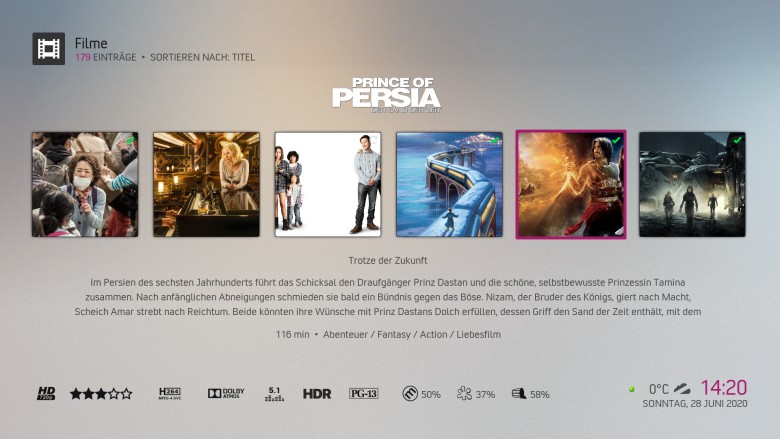 Filme
179 EINTRÄGE • SORTIEREN NACH: TITEL
PRINCE OF
PERSIA
DER SAND DER ZEIT
Trotze der Zukunft
Im Persien des sechsten Jahrhunderts führt das Schicksal den Draufgänger Prinz Dastan und die schöne, selbstbewusste Prinzessin Tamina
zusammen. Nach anfänglichen Abneigungen schmieden sie bald ein Bündnis gegen das Böse. Nizam, der Bruder des Königs, giert nach Macht,
Scheich Amar strebt nach Reichtum. Beide könnten ihre Wünsche mit Prinz Dastans Dolch erfüllen, dessen Griff den Sand der Zeit enthält, mit dem
116 min • Abenteuer / Fantasy / Action / Liebesfilm
HD 720p H264 MPEG-4 AVC DOLBY ATMOS 5.1 HDR PG-13 50% 37% 58% 0°C 14:20
SONNTAG, 28 JUNI 2020